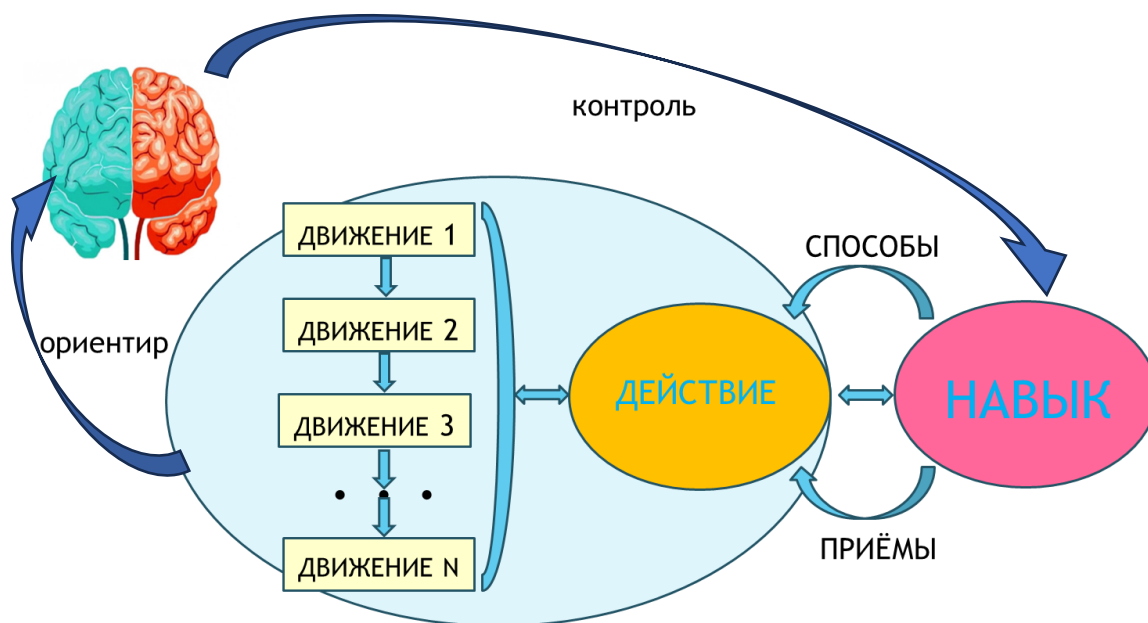 контроль
ДВИЖЕНИЕ 1
СПОСОБЫ
ДВИЖЕНИЕ 2
ориентир
ДЕЙСТВИЕ
НАВЫК
ДВИЖЕНИЕ 3
• • •
ПРИЁМЫ
ДВИЖЕНИЕ N